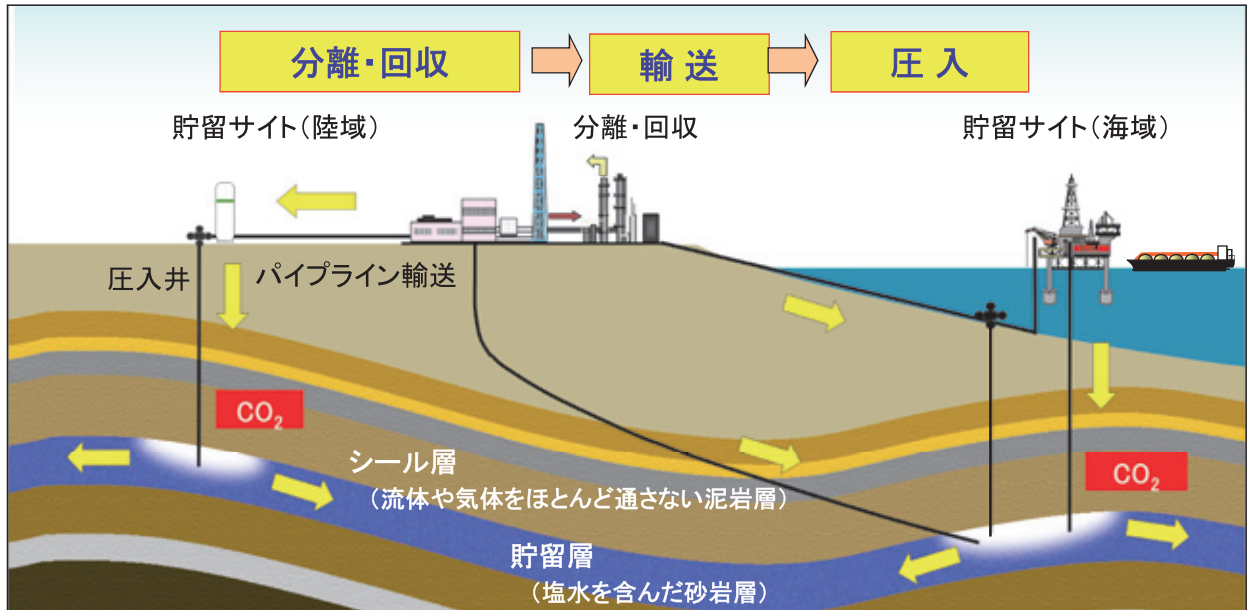 分離・回収
輸送
圧入
貯留サイト(陸域)
分離・回収
貯留サイト(海域)
圧入井
パイプライン輸送
CO₂
シール層
(流体や気体をほとんど通さない泥岩層)
CO₂
貯留層
(塩水を含んだ砂岩層)